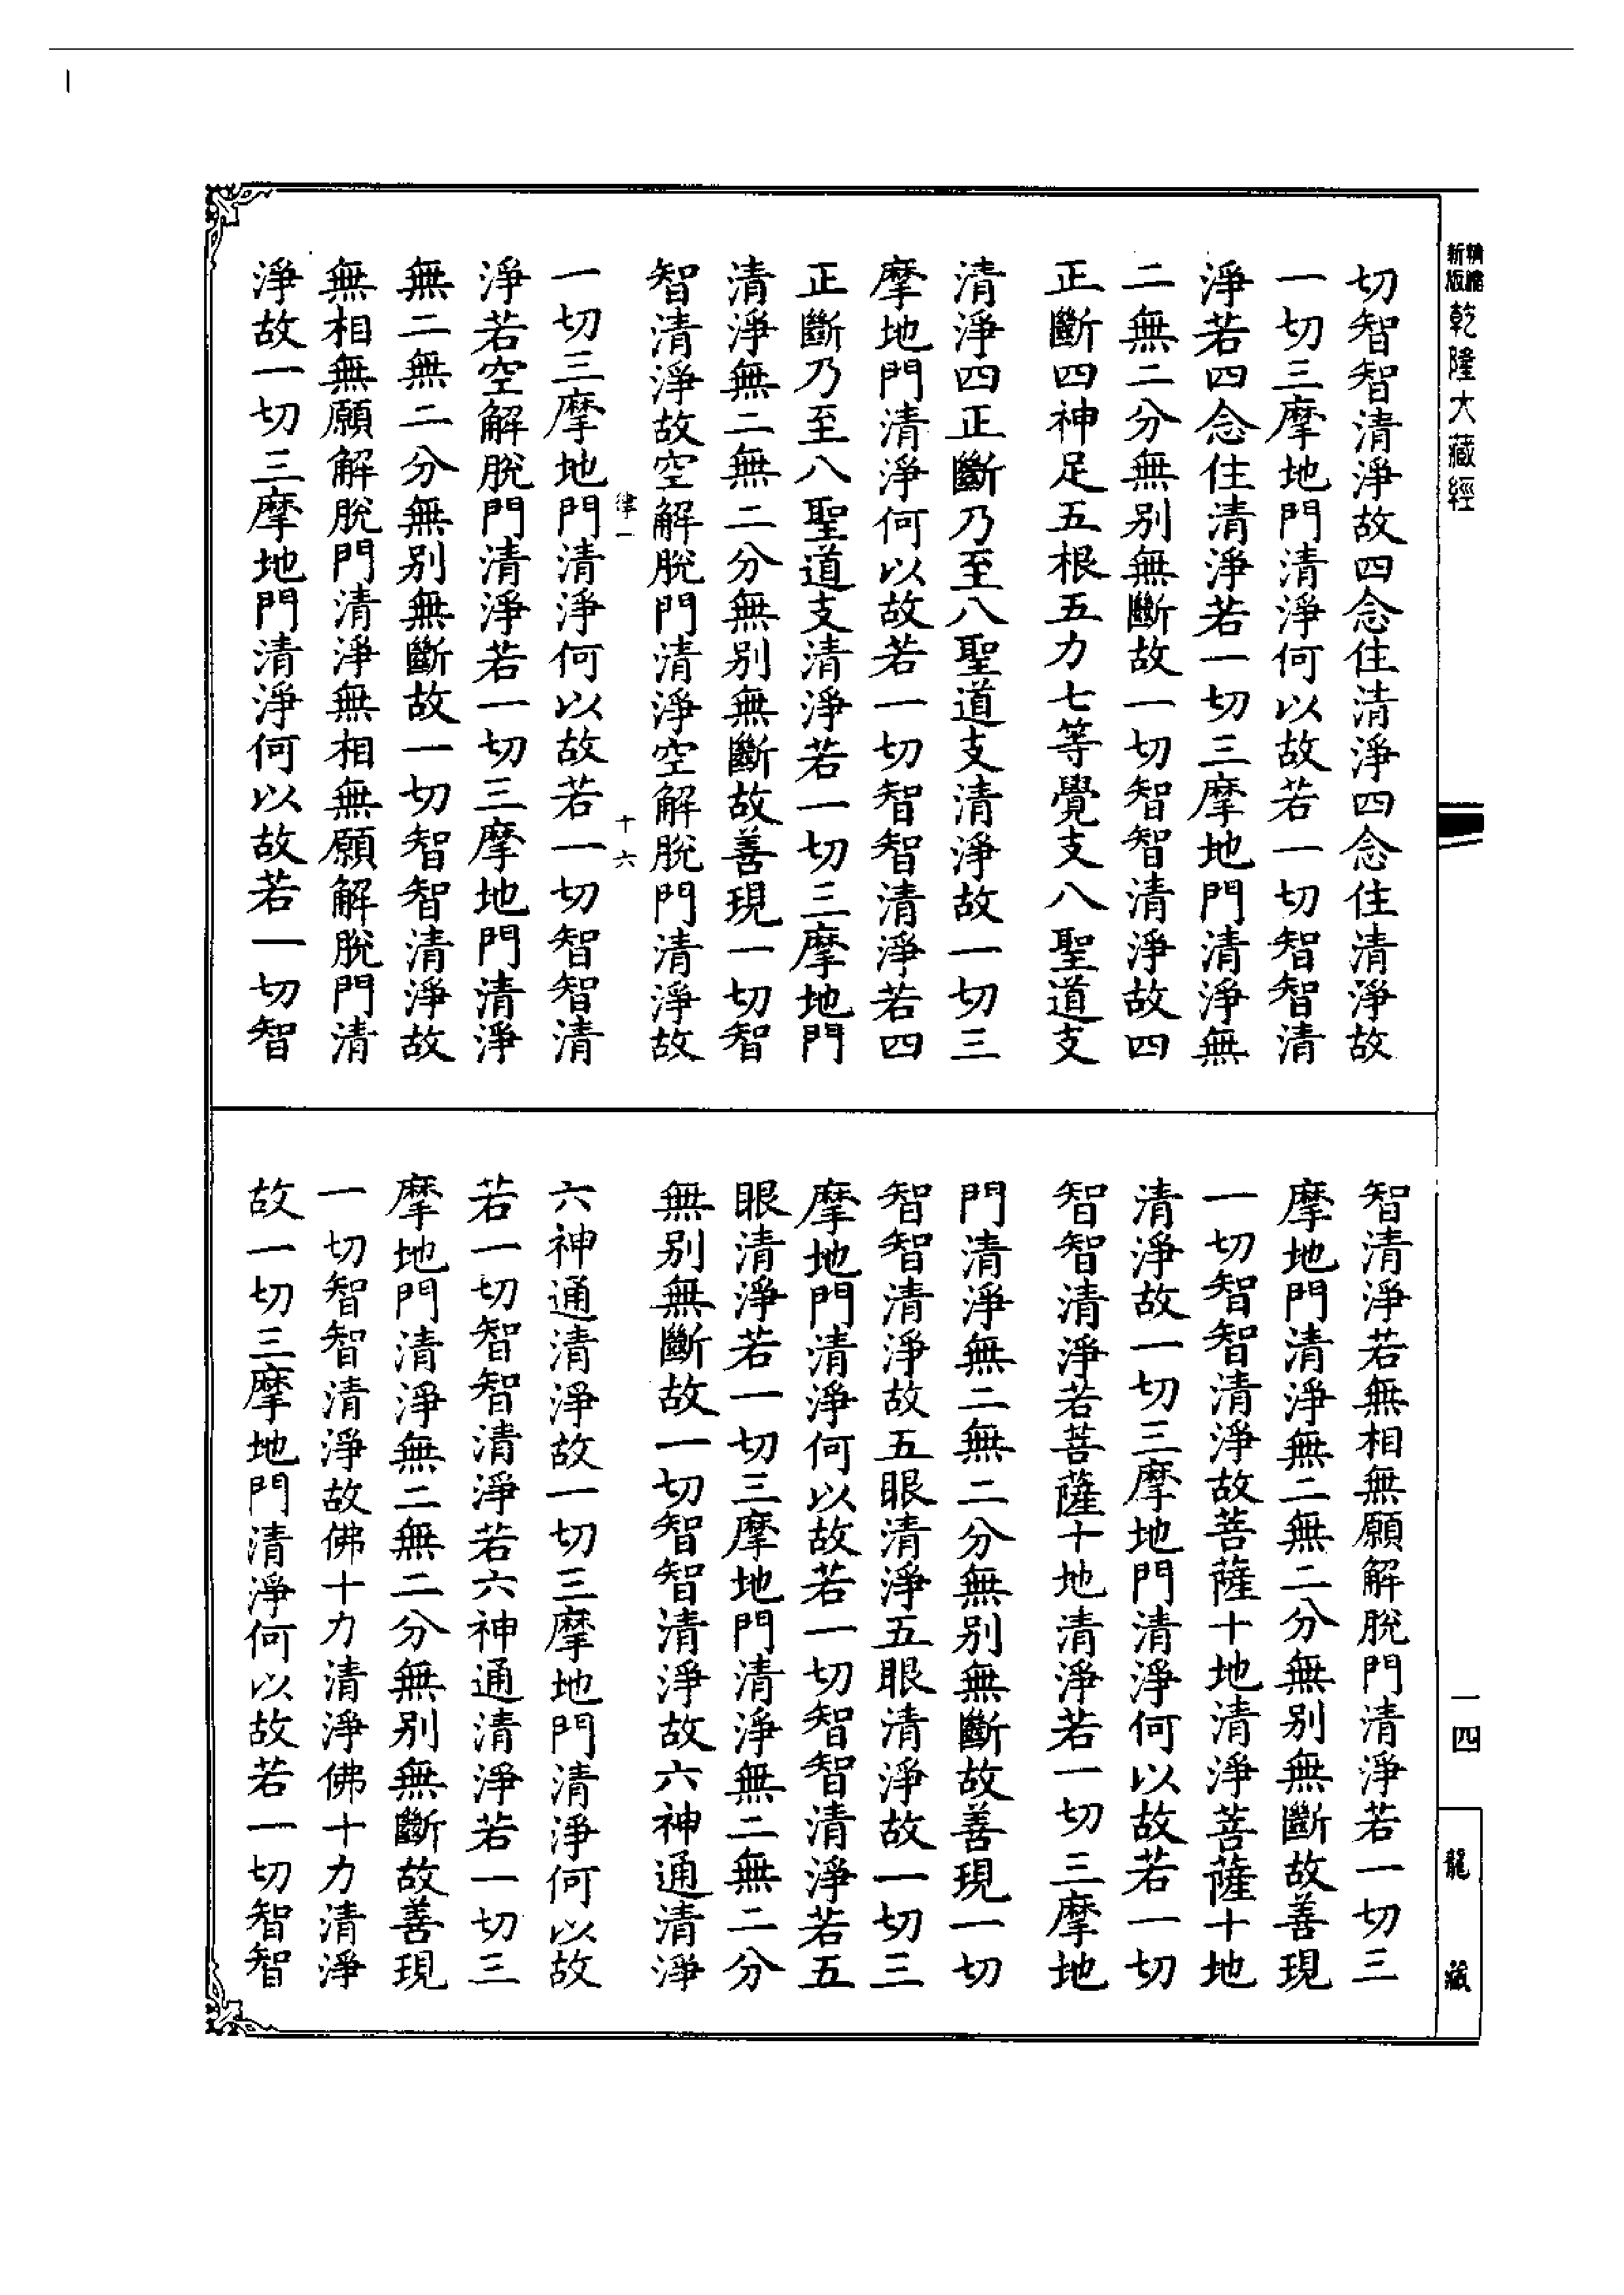 精縮
新版
乾隆大藏經
切智智清淨故四念住清淨四念住清淨故
一切三摩地門清淨何以故若一切智智清
淨若四念住清淨若一切三摩地門清淨無
二無二分無別無斷故一切智智清淨故四
正斷四神足五根五力七等覺支八聖道支
清淨四正斷乃至八聖道支清淨故一切三
摩地門清淨何以故若一切智智清淨若四
正斷乃至八聖道支清淨若一切三摩地門
清淨無二無二分無別無斷故善現一切智
智清淨故空解脫門清淨空解脫門清淨故
律一
十六
一切三摩地門清淨何以故若一切智智清
淨若空解脫門清淨若一切三摩地門清淨
無二無二分無別無斷故一切智智清淨故
無相無願解脫門清淨無相無願解脫門清
淨故一切三摩地門清淨何以故若一切智
智清淨若無相無願解脫門清淨若一切三
摩地門清淨無二無二分無別無斷故善現
一切智智清淨故菩薩十地清淨菩薩十地
清淨故一切三摩地門清淨何以故若一切
智智清淨若菩薩十地清淨若一切三摩地
門清淨無二無二分無別無斷故善現一切
智智清淨故五眼清淨五眼清淨故一切三
摩地門清淨何以故若一切智智清淨若五
眼清淨若一切三摩地門清淨無二無二分
無別無斷故一切智智清淨故六神通清淨
六神通清淨故一切三摩地門清淨何以故
若一切智智清淨若六神通清淨若一切三
摩地門清淨無二無二分無別無斷故善現
一切智智清淨故佛十力清淨佛十力清淨
故一切三摩地門清淨何以故若一切智智
一四
龍藏